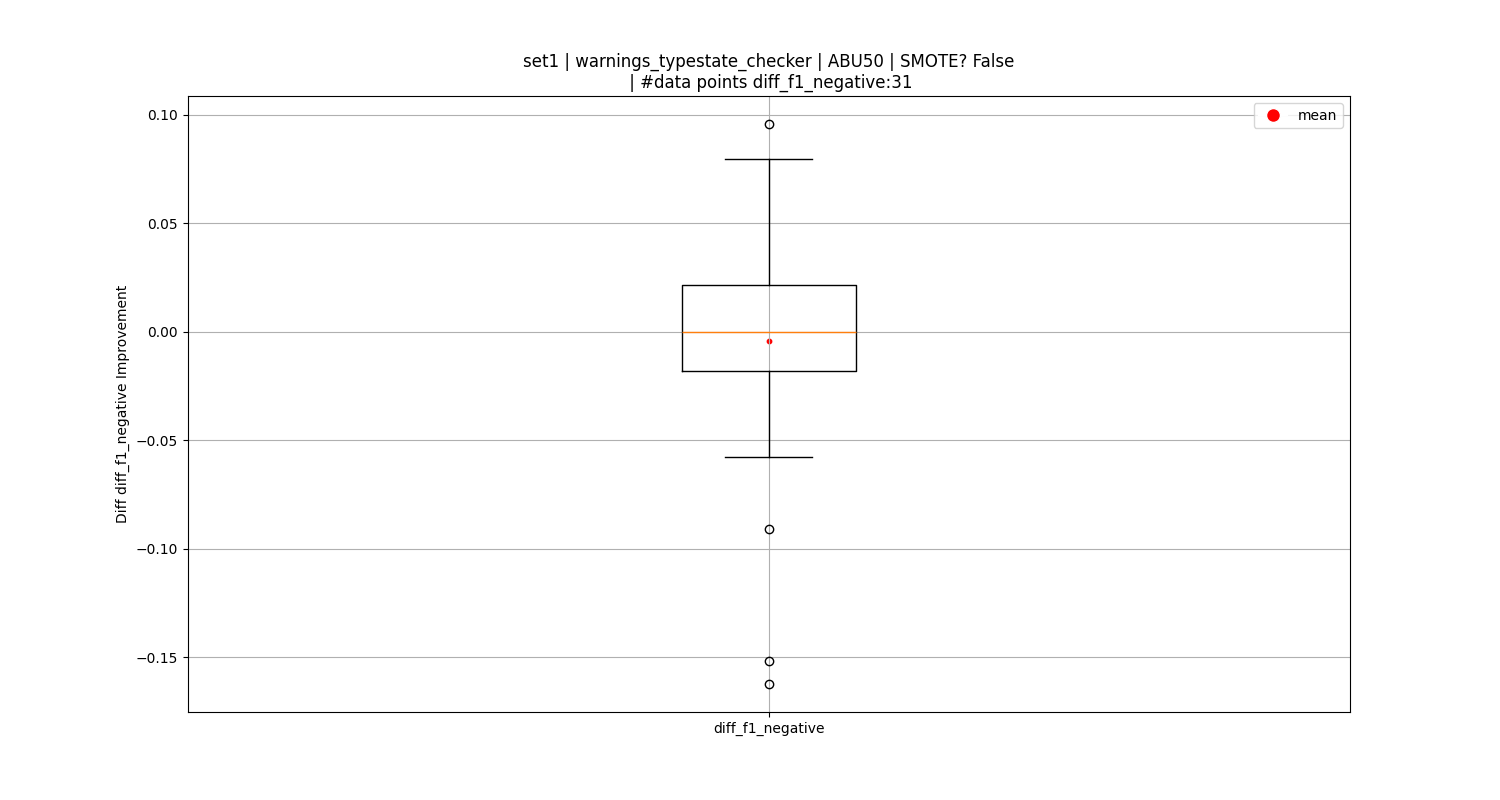 set1 | warnings_typestate_checker | ABU50 | SMOTE? False
| #data points diff_f1_negative:31
mean
0.10
0.05
0.00
−0.05
−0.10
−0.15
Diff diff_f1_negative Improvement
diff_f1_negative